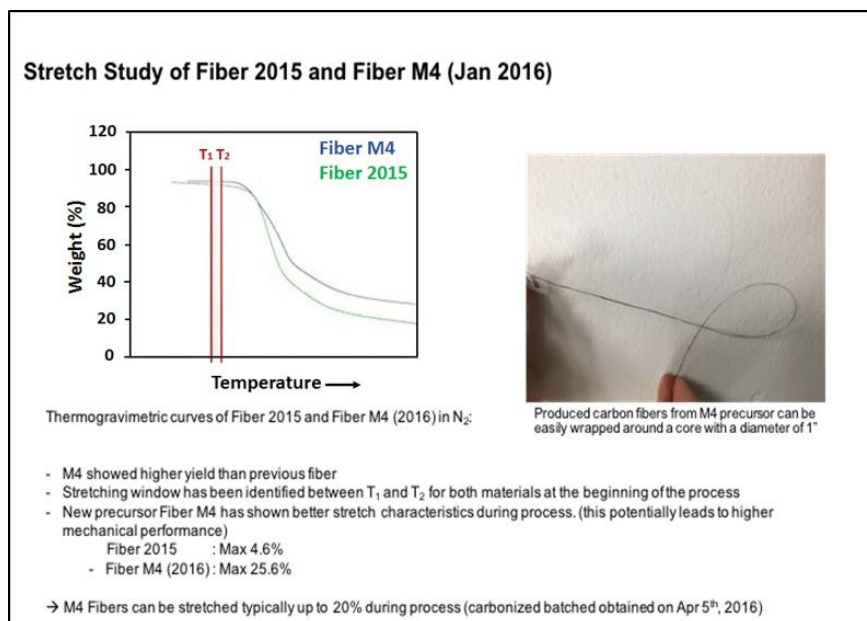 Stretch Study of Fiber 2015 and Fiber M4 (Jan 2016)
120
100
80
60
40
20
0
Weight (%)
T₁ T₂
Fiber M4
Fiber 2015
Temperature →
Thermogravimetric curves of Fiber 2015 and Fiber M4 (2016) in N₂:
Produced carbon fibers from M4 precursor can be
easily wrapped around a core with a diameter of 1”
- M4 showed higher yield than previous fiber
- Stretching window has been identified between T₁ and T₂ for both materials at the beginning of the process
- New precursor Fiber M4 has shown better stretch characteristics during process. (this potentially leads to higher
mechanical performance)
Fiber 2015 : Max 4.6%
- Fiber M4 (2016) : Max 25.6%
→ M4 Fibers can be stretched typically up to 20% during process (carbonized batched obtained on Apr 5th, 2016)